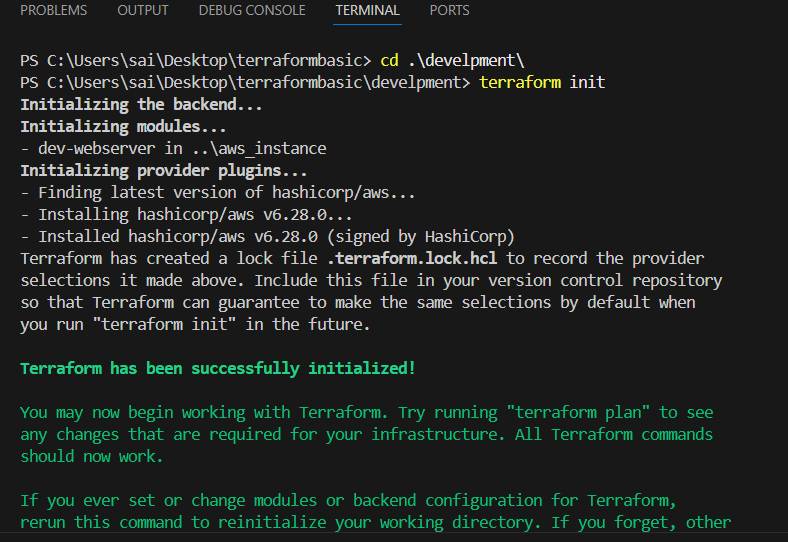 PROBLEMS OUTPUT DEBUG CONSOLE TERMINAL PORTS
PS C:\Users\sai\Desktop\terraformbasic> cd .\develpment\
PS C:\Users\sai\Desktop\terraformbasic\develpment> terraform init
Initializing the backend...
Initializing modules...
- dev-webserver in ..\aws_instance
Initializing provider plugins...
- Finding latest version of hashicorp/aws...
- Installing hashicorp/aws v6.28.0...
- Installed hashicorp/aws v6.28.0 (signed by HashiCorp)
Terraform has created a lock file .terraform.lock.hcl to record the provider
selections it made above. Include this file in your version control repository
so that Terraform can guarantee to make the same selections by default when
you run "terraform init" in the future.
Terraform has been successfully initialized!
You may now begin working with Terraform. Try running "terraform plan" to see
any changes that are required for your infrastructure. All Terraform commands
should now work.
If you ever set or change modules or backend configuration for Terraform,
rerun this command to reinitialize your working directory. If you forget, other